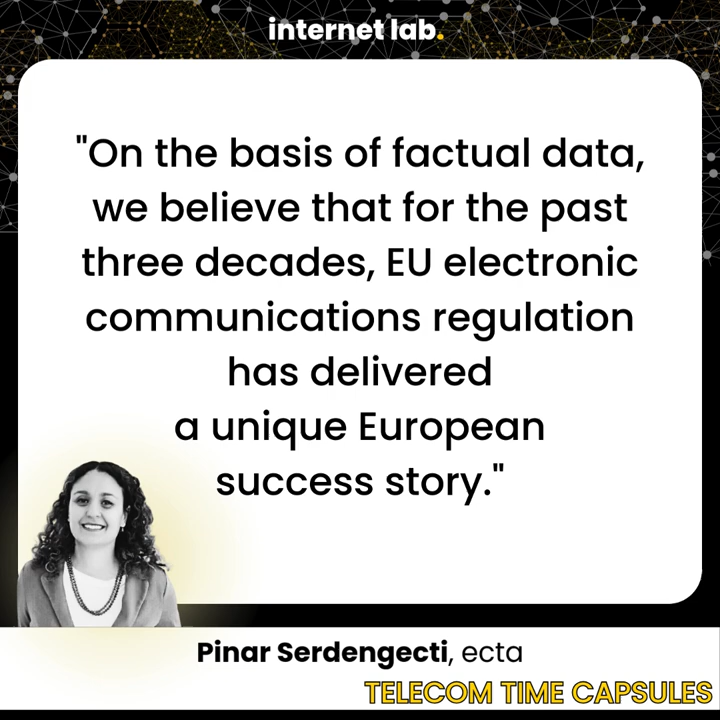 internet lab.
"On the basis of factual data,
we believe that for the past
three decades, EU electronic
communications regulation
has delivered
a unique European
success story."
Pinar Serdengecti, ecta
TELECOM TIME CAPSULES